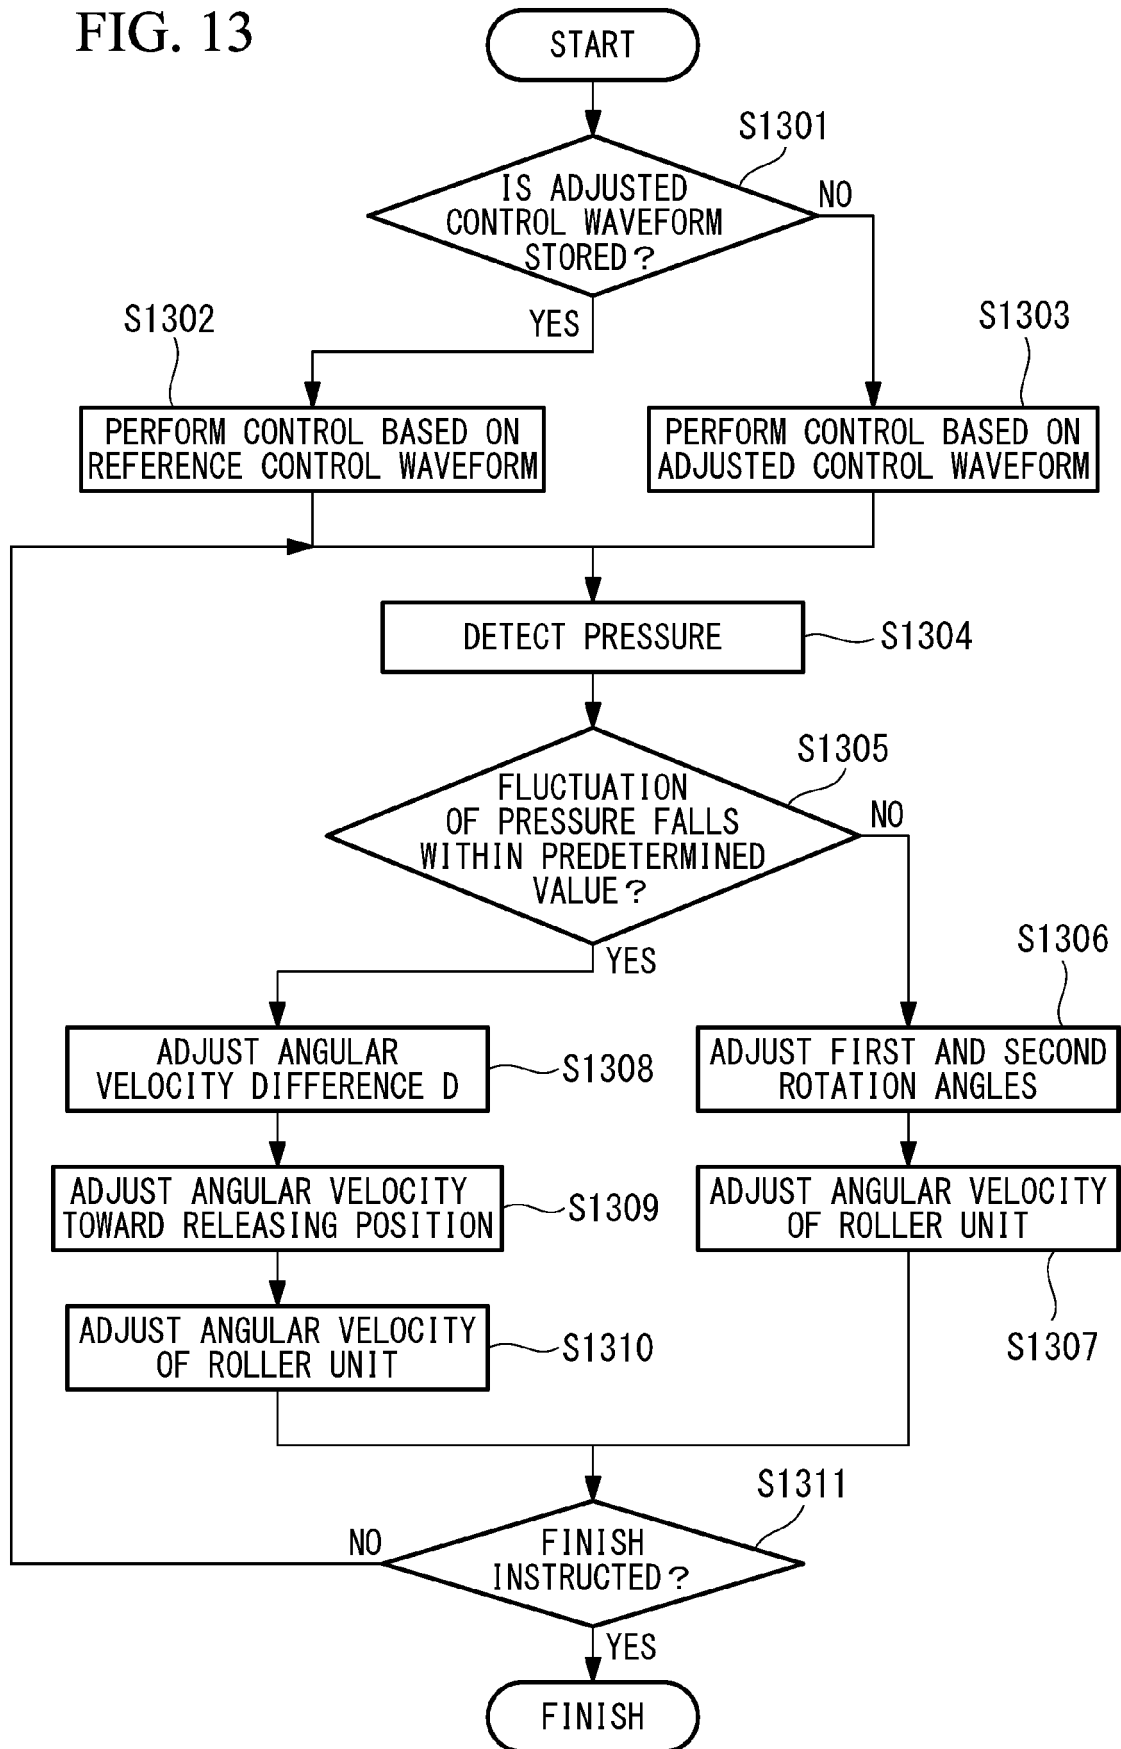 FIG. 13
START
S1301
IS ADJUSTED
CONTROL WAVEFORM
STORED?
NO
YES
S1302
S1303
PERFORM CONTROL BASED ON
REFERENCE CONTROL WAVEFORM
PERFORM CONTROL BASED ON
ADJUSTED CONTROL WAVEFORM
DETECT PRESSURE
S1304
S1305
FLUCTUATION
OF PRESSURE FALLS
WITHIN PREDETERMINED
VALUE?
NO
YES
S1306
ADJUST ANGULAR
VELOCITY DIFFERENCE D
S1308
ADJUST FIRST AND SECOND
ROTATION ANGLES
ADJUST ANGULAR VELOCITY
TOWARD RELEASING POSITION
S1309
ADJUST ANGULAR VELOCITY
OF ROLLER UNIT
S1307
ADJUST ANGULAR VELOCITY
OF ROLLER UNIT
S1310
S1311
FINISH
INSTRUCTED?
NO
YES
FINISH